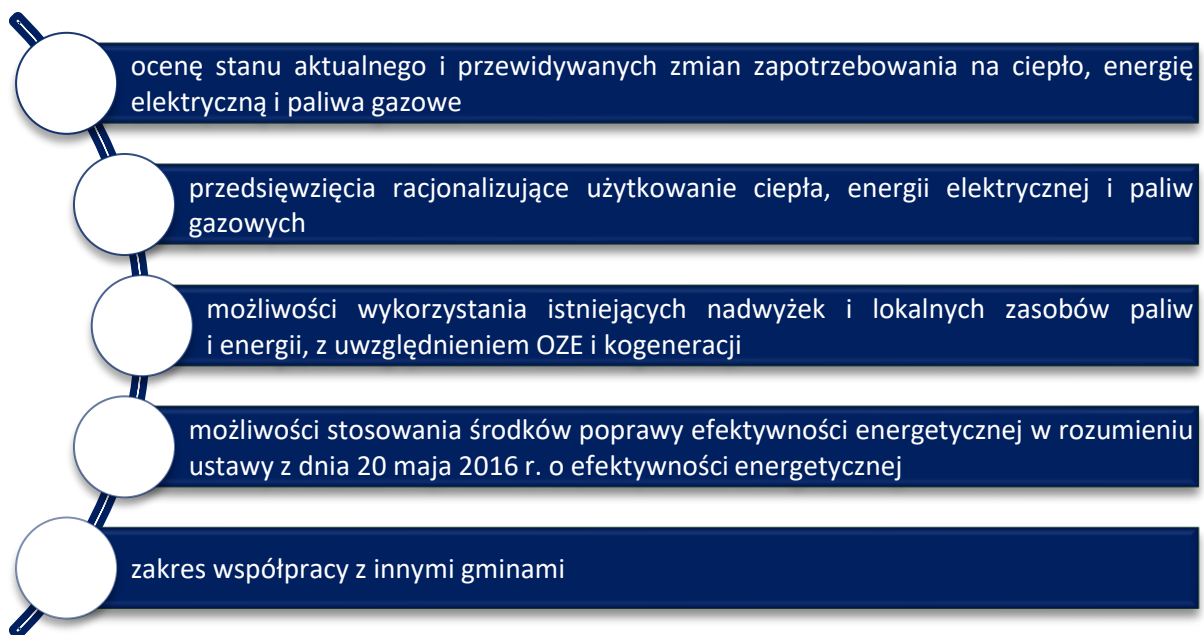 ocenę stanu aktualnego i przewidywanych zmian zapotrzebowania na ciepło, energię
elektryczną i paliwa gazowe
przedsięwzięcia racjonalizujące użytkowanie ciepła, energii elektrycznej i paliw
gazowych
możliwości wykorzystania istniejących nadwyżek i lokalnych zasobów paliw
i energii, z uwzględnieniem OZE i kogeneracji
możliwości stosowania środków poprawy efektywności energetycznej w rozumieniu
ustawy z dnia 20 maja 2016 r. o efektywności energetycznej
zakres współpracy z innymi gminami